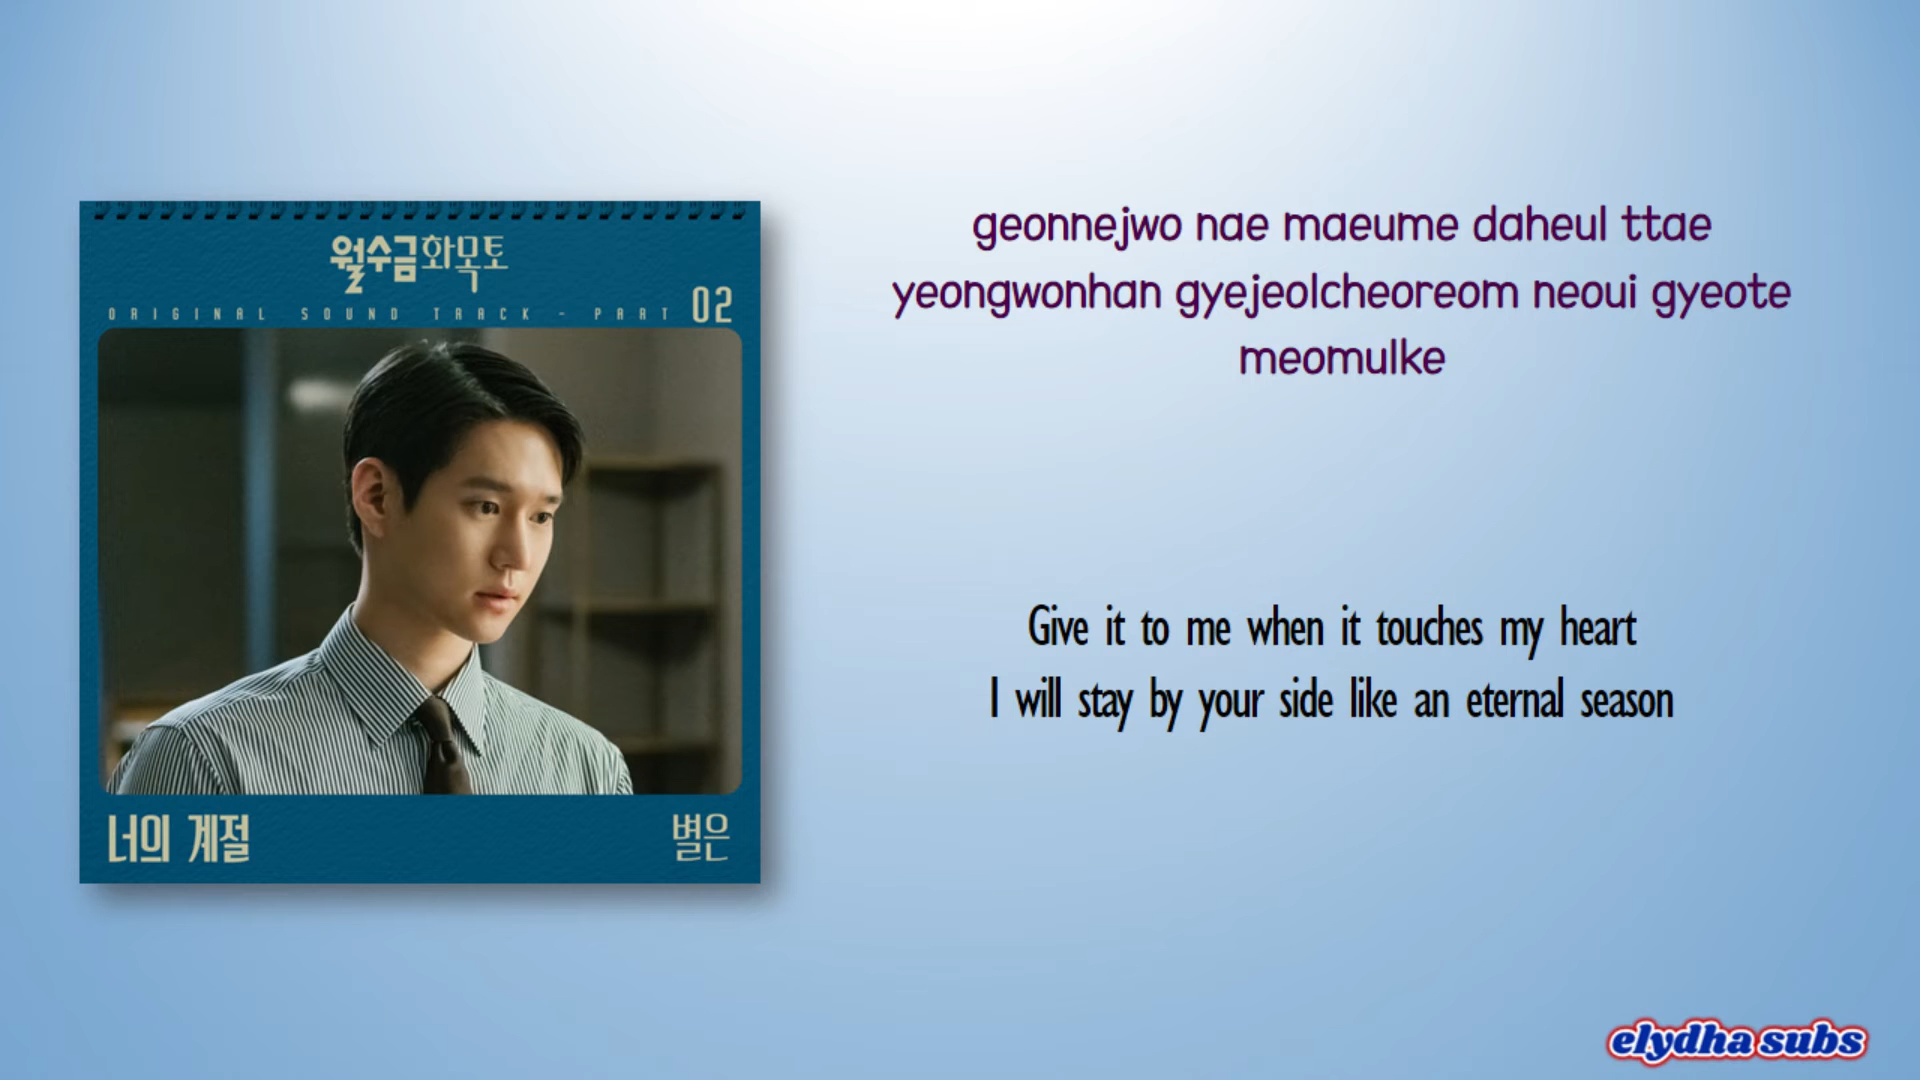 월수금화목토
ORIGINAL SOUND TRACK - PART 02
너의 계절
별은
geonnejwo nae maeume daheul ttae
yeongwonhan gyejeolcheoreom neoui gyeote
meomulke
Give it to me when it touches my heart
I will stay by your side like an eternal season
elydha subs